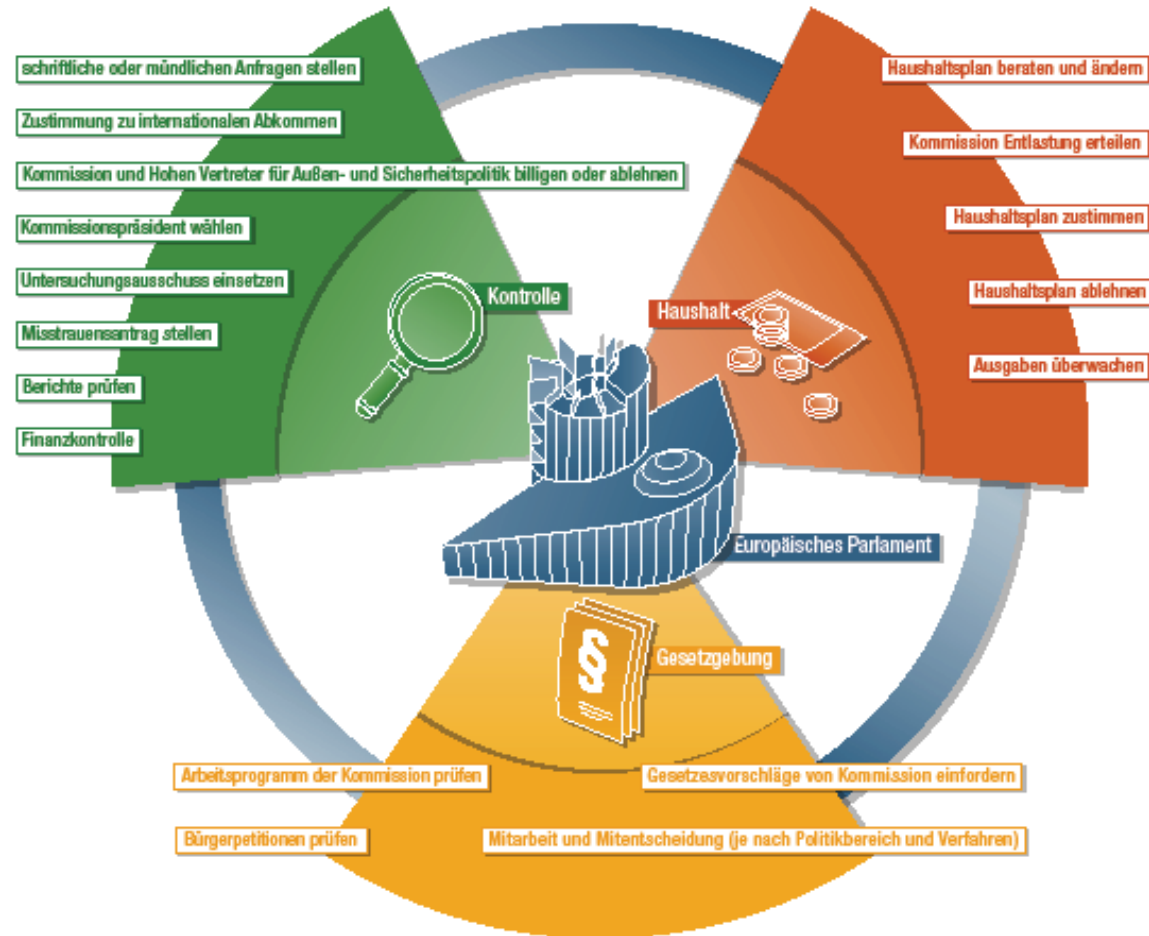 schriftliche oder mündlichen Anfragen stellen
Zustimmung zu internationalen Abkommen
Kommission und Hohen Vertreter für Außen- und Sicherheitspolitik billigen oder ablehnen
Kommissionspräsident wählen
Untersuchungsausschuss einsetzen
Misstrauensantrag stellen
Berichte prüfen
Finanzkontrolle
Kontrolle
Haushaltsplan beraten und ändern
Kommission Entlastung erteilen
Haushaltsplan zustimmen
Haushaltsplan ablehnen
Ausgaben überwachen
Haushalt
Europäisches Parlament
§
Gesetzgebung
Arbeitsprogramm der Kommission prüfen
Gesetzesvorschläge von Kommission einfordern
Bürgerpetitionen prüfen
Mitarbeit und Mitentscheidung (je nach Politikbereich und Verfahren)